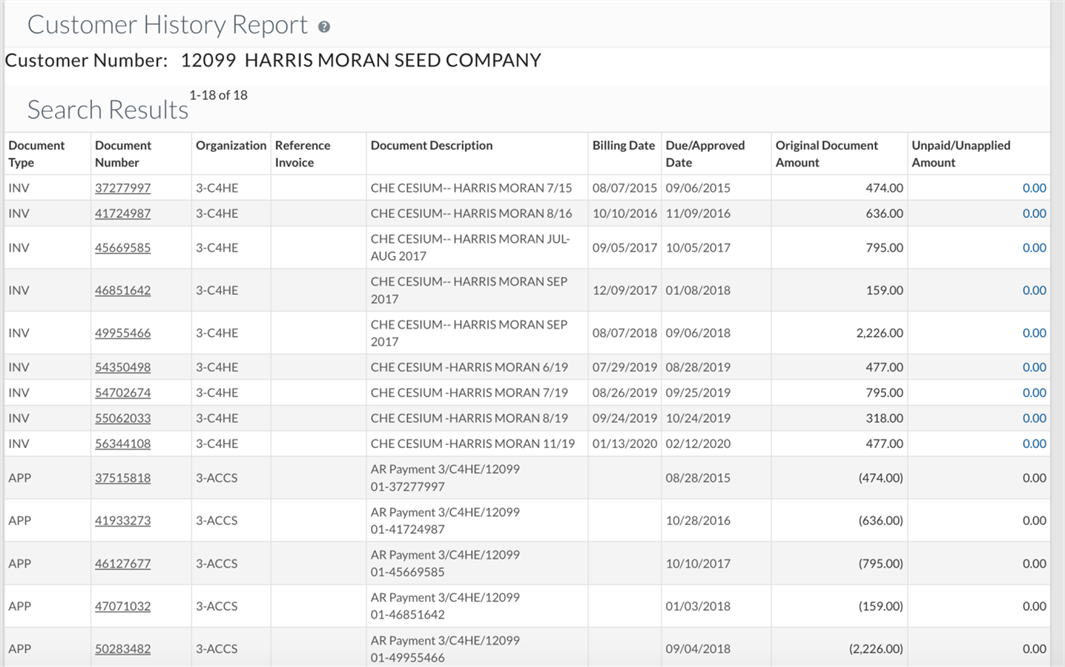 Customer History Report ?
Customer Number: 12099 HARRIS MORAN SEED COMPANY
Search Results 1-18 of 18
Document Type Document Number Organization Reference Invoice Document Description Billing Date Due/Approved Date Original Document Amount Unpaid/Unapplied Amount
INV 37277997 3-C4HE CHE CESIUM-- HARRIS MORAN 7/15 08/07/2015 09/06/2015 474.00 0.00
INV 41724987 3-C4HE CHE CESIUM-- HARRIS MORAN 8/16 10/10/2016 11/09/2016 636.00 0.00
INV 45669585 3-C4HE CHE CESIUM-- HARRIS MORAN JUL-AUG 2017 09/05/2017 10/05/2017 795.00 0.00
INV 46851642 3-C4HE CHE CESIUM-- HARRIS MORAN SEP 2017 12/09/2017 01/08/2018 159.00 0.00
INV 49955466 3-C4HE CHE CESIUM-- HARRIS MORAN SEP 2017 08/07/2018 09/06/2018 2,226.00 0.00
INV 54350498 3-C4HE CHE CESIUM -HARRIS MORAN 6/19 07/29/2019 08/28/2019 477.00 0.00
INV 54702674 3-C4HE CHE CESIUM -HARRIS MORAN 7/19 08/26/2019 09/25/2019 795.00 0.00
INV 55062033 3-C4HE CHE CESIUM -HARRIS MORAN 8/19 09/24/2019 10/24/2019 318.00 0.00
INV 56344108 3-C4HE CHE CESIUM -HARRIS MORAN 11/19 01/13/2020 02/12/2020 477.00 0.00
APP 37515818 3-ACCS AR Payment 3/C4HE/12099 01-37277997 08/28/2015 (474.00) 0.00
APP 41933273 3-ACCS AR Payment 3/C4HE/12099 01-41724987 10/28/2016 (636.00) 0.00
APP 46127677 3-ACCS AR Payment 3/C4HE/12099 01-45669585 10/10/2017 (795.00) 0.00
APP 47071032 3-ACCS AR Payment 3/C4HE/12099 01-46851642 01/03/2018 (159.00) 0.00
APP 50283482 3-ACCS AR Payment 3/C4HE/12099 01-49955466 09/04/2018 (2,226.00) 0.00